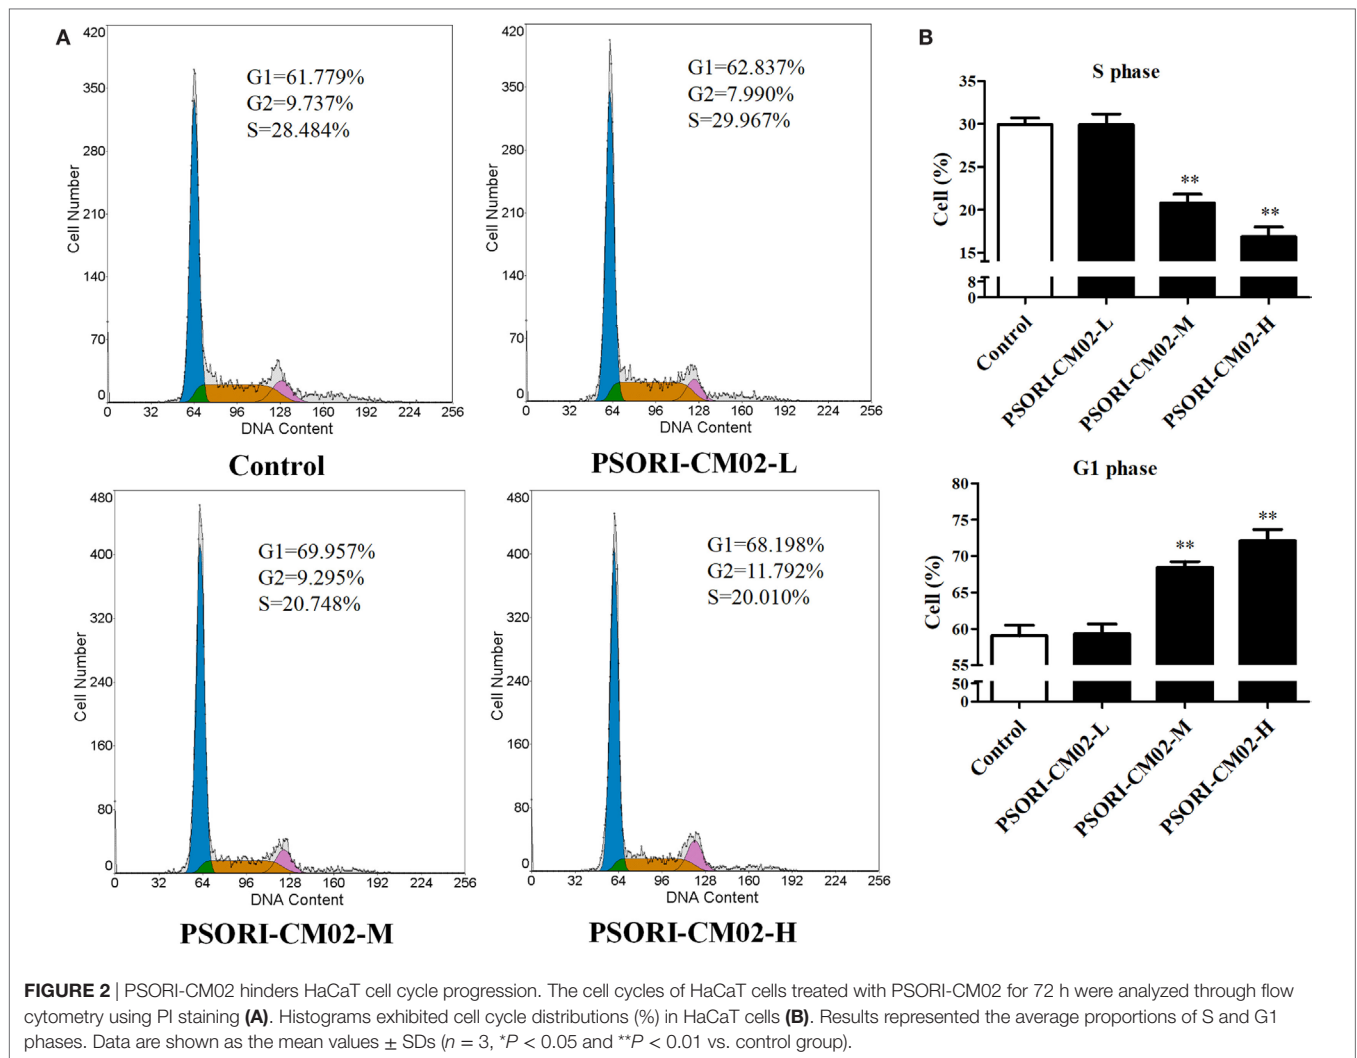 A
420
350
280
210
140
70
0
Cell Number
G1=61.779%
G2=9.737%
S=28.484%
0 32 64 96 128 160 192 224 256
DNA Content
Control
420
350
280
210
140
70
0
Cell Number
G1=62.837%
G2=7.990%
S=29.967%
0 32 64 96 128 160 192 224 256
DNA Content
PSORI-CM02-L
480
400
320
240
160
80
0
Cell Number
G1=69.957%
G2=9.295%
S=20.748%
0 32 64 96 128 160 192 224 256
DNA Content
PSORI-CM02-M
480
400
320
240
160
80
0
Cell Number
G1=68.198%
G2=11.792%
S=20.010%
0 32 64 96 128 160 192 224 256
DNA Content
PSORI-CM02-H
B
S phase
35
30
25
20
15
8
0
Cell (%)
**
**
Control
PSORI-CM02-L
PSORI-CM02-M
PSORI-CM02-H
G1 phase
80
75
70
65
60
55
50
0
Cell (%)
**
**
Control
PSORI-CM02-L
PSORI-CM02-M
PSORI-CM02-H
FIGURE 2 | PSORI-CM02 hinders HaCaT cell cycle progression. The cell cycles of HaCaT cells treated with PSORI-CM02 for 72 h were analyzed through flow
cytometry using PI staining (A). Histograms exhibited cell cycle distributions (%) in HaCaT cells (B). Results represented the average proportions of S and G1
phases. Data are shown as the mean values ± SDs (n = 3, *P < 0.05 and **P < 0.01 vs. control group).